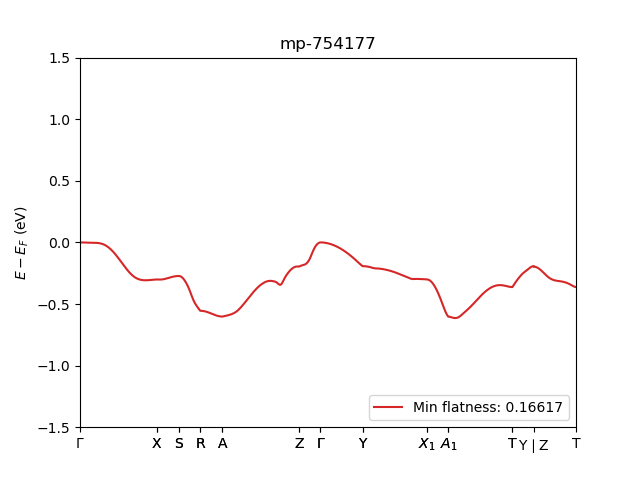 mp-754177
1.5
1.0
0.5
0.0
−0.5
−1.0
−1.5
E − E_F (eV)
Min flatness: 0.16617
Γ X S R A Z Γ Y X₁ A₁ T Y | Z T